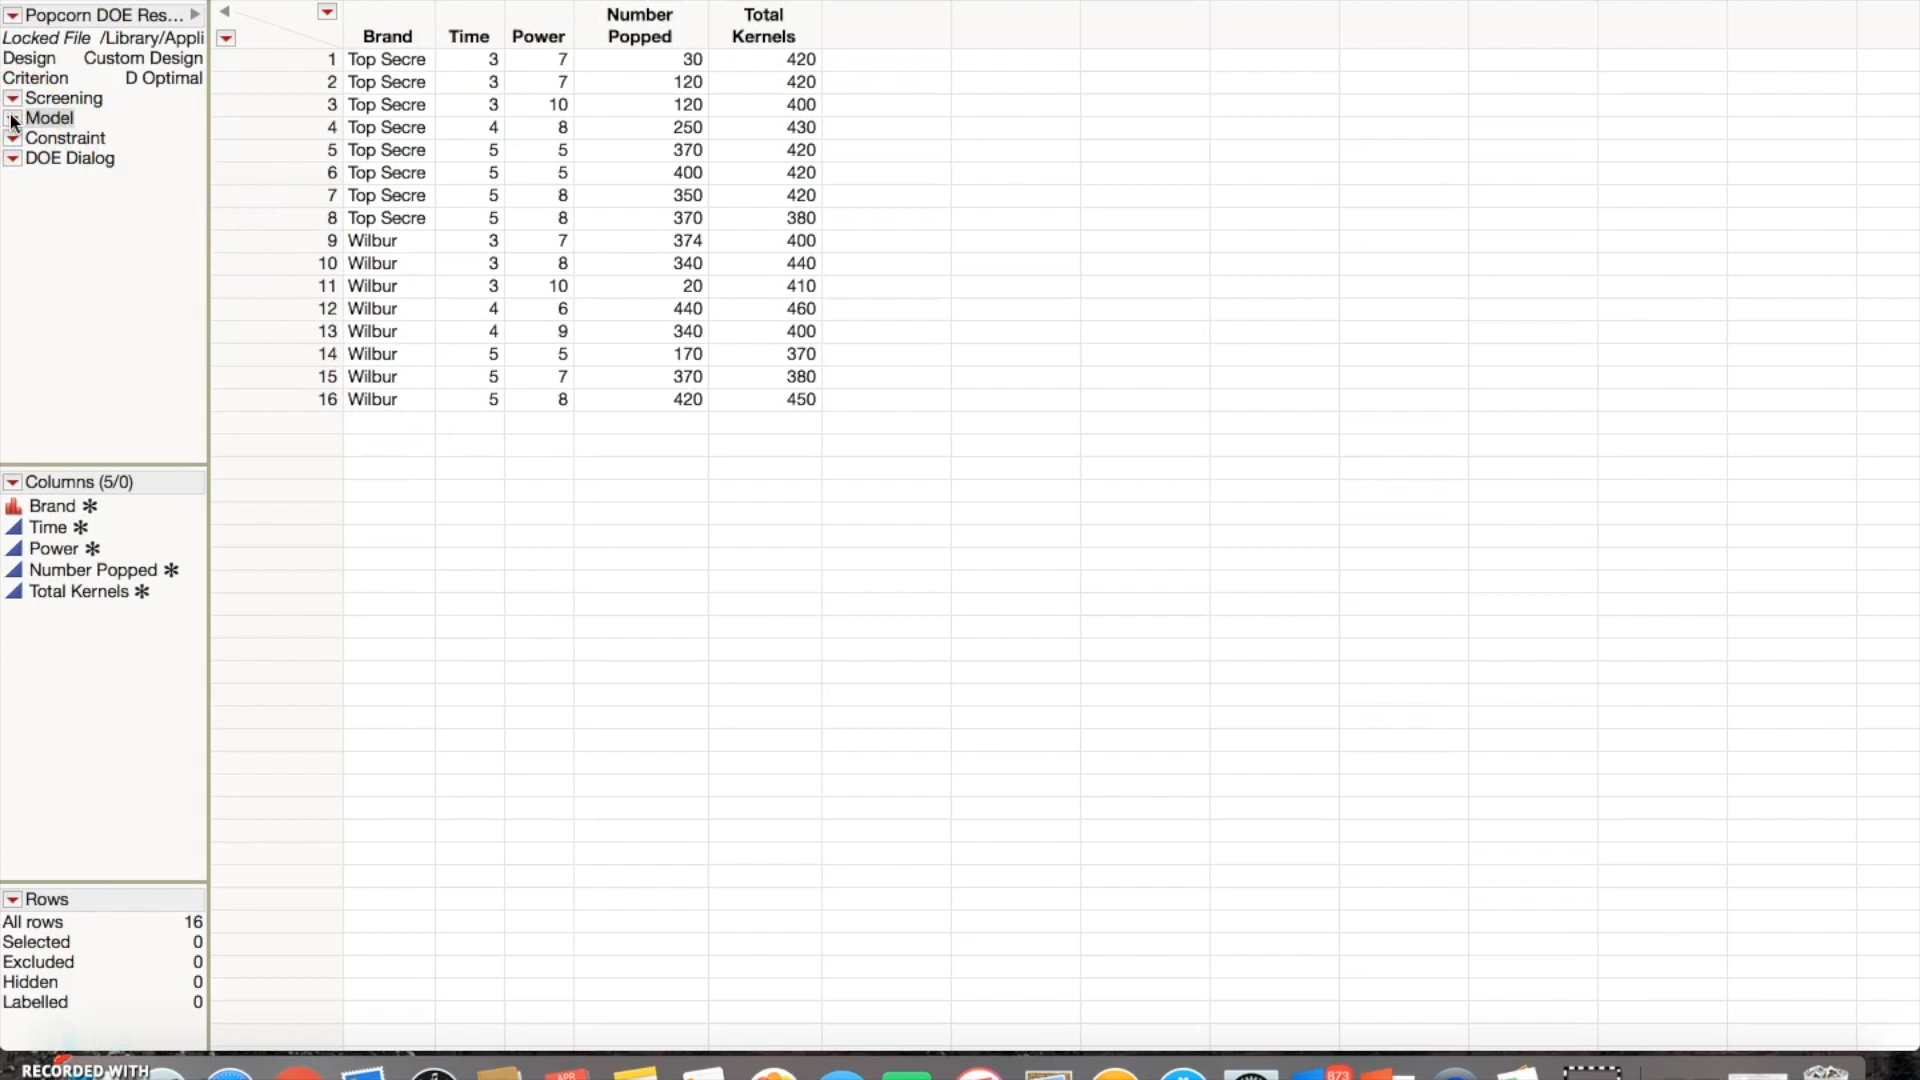 Popcorn DOE Res...
Locked File /Library/Appli
Design Custom Design
Criterion D Optimal
Screening
Model
Constraint
DOE Dialog
Columns (5/0)
Brand ✻
Time ✻
Power ✻
Number Popped ✻
Total Kernels ✻
Rows
All rows 16
Selected 0
Excluded 0
Hidden 0
Labelled 0
Brand Time Power Number Popped Total Kernels
1 Top Secre 3 7 30 420
2 Top Secre 3 7 120 420
3 Top Secre 3 10 120 400
4 Top Secre 4 8 250 430
5 Top Secre 5 5 370 420
6 Top Secre 5 5 400 420
7 Top Secre 5 8 350 420
8 Top Secre 5 8 370 380
9 Wilbur 3 7 374 400
10 Wilbur 3 8 340 440
11 Wilbur 3 10 20 410
12 Wilbur 4 6 440 460
13 Wilbur 4 9 340 400
14 Wilbur 5 5 170 370
15 Wilbur 5 7 370 380
16 Wilbur 5 8 420 450
RECORDED WITH
APR
873